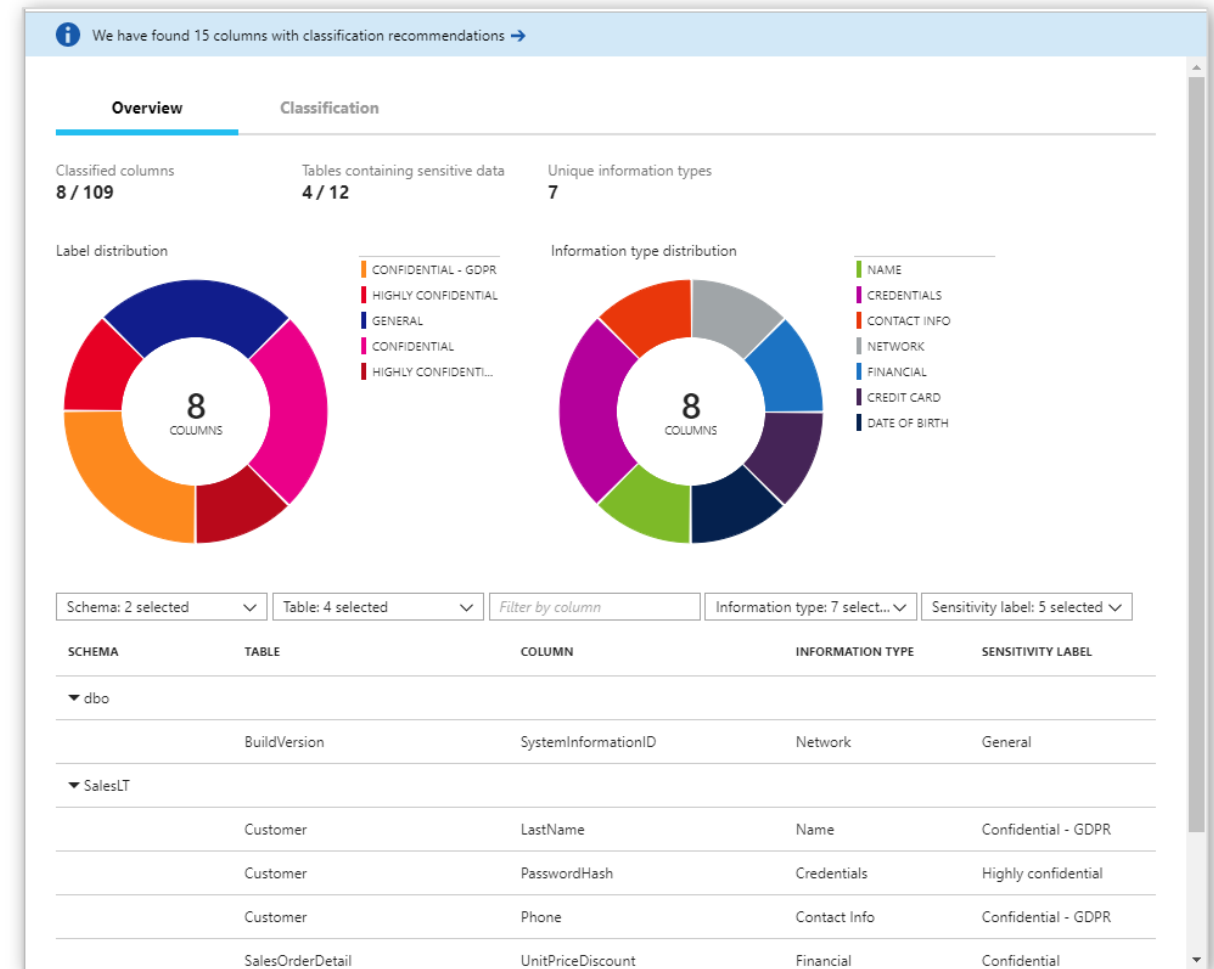 We have found 15 columns with classification recommendations →
Overview Classification
Classified columns Tables containing sensitive data Unique information types
8 / 109 4 / 12 7
Label distribution Information type distribution
CONFIDENTIAL - GDPR
HIGHLY CONFIDENTIAL
GENERAL
CONFIDENTIAL
HIGHLY CONFIDENTI...
8
COLUMNS
NAME
CREDENTIALS
CONTACT INFO
NETWORK
FINANCIAL
CREDIT CARD
DATE OF BIRTH
8
COLUMNS
Schema: 2 selected Table: 4 selected Filter by column Information type: 7 select... Sensitivity label: 5 selected
SCHEMA TABLE COLUMN INFORMATION TYPE SENSITIVITY LABEL
dbo
BuildVersion SystemInformationID Network General
SalesLT
Customer LastName Name Confidential - GDPR
Customer PasswordHash Credentials Highly confidential
Customer Phone Contact Info Confidential - GDPR
SalesOrderDetail UnitPriceDiscount Financial Confidential